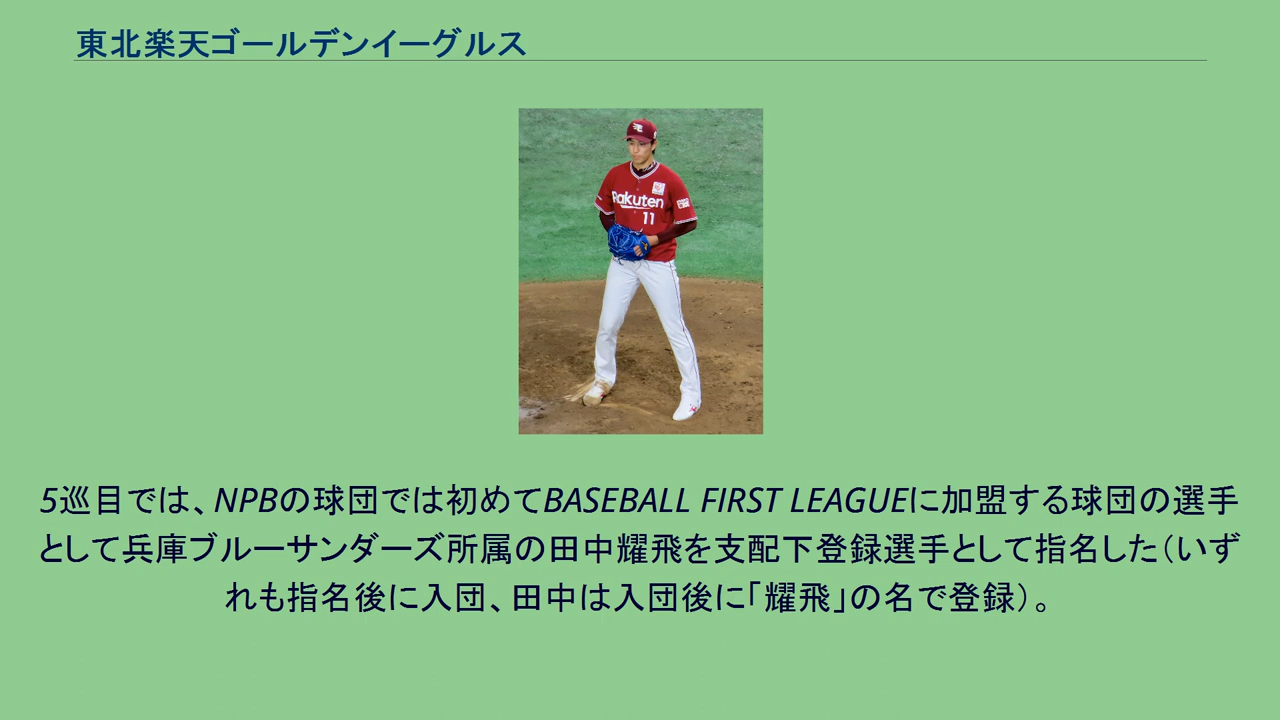 東北楽天ゴールデンイーグルス
Rakuten
11
5巡目では、NPBの球団では初めてBASEBALL FIRST LEAGUEに加盟する球団の選手
として兵庫ブルーサンダーズ所属の田中耀飛を支配下登録選手として指名した（いず
れも指名後に入団、田中は入団後に「耀飛」の名で登録）。